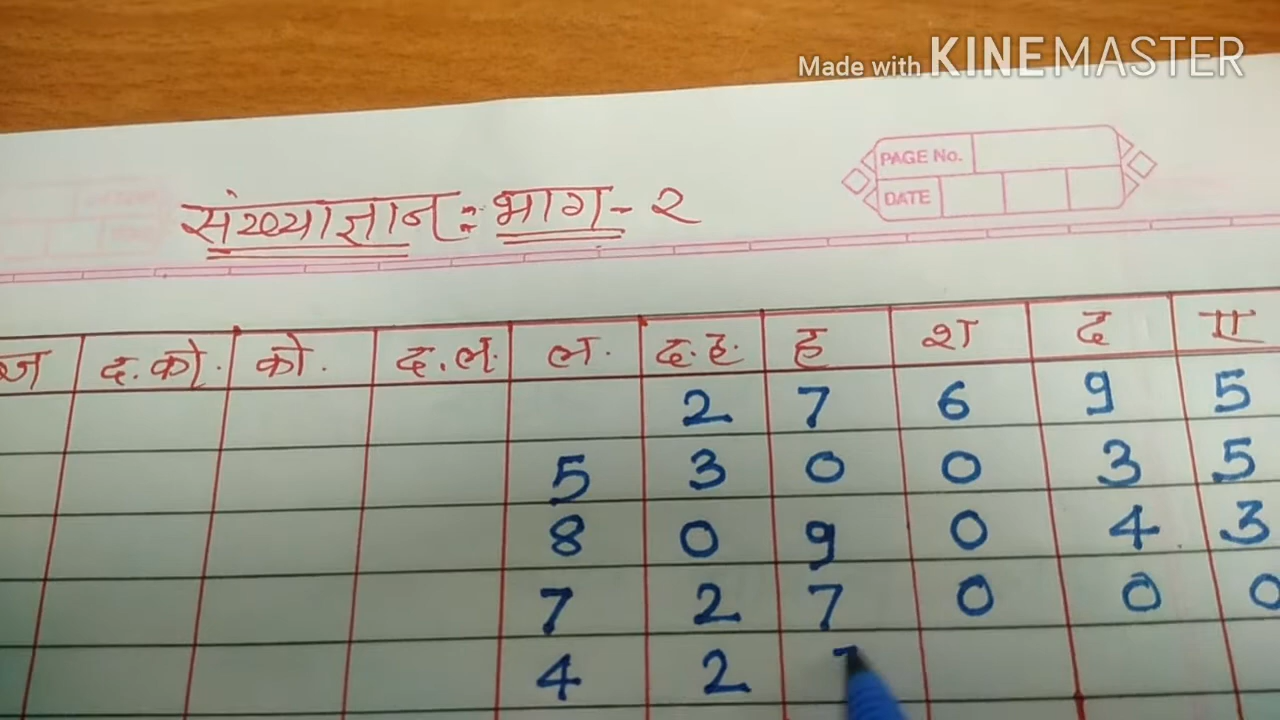 Made with KINEMASTER
PAGE No.
DATE
संख्याज्ञान : भाग - २
ब्ज द.को. को. द.ल. ल. द.ह. ह श द ए
2 7 6 9 5
5 3 0 0 3 5
8 0 9 0 4 3
7 2 7 0 0 0
4 2